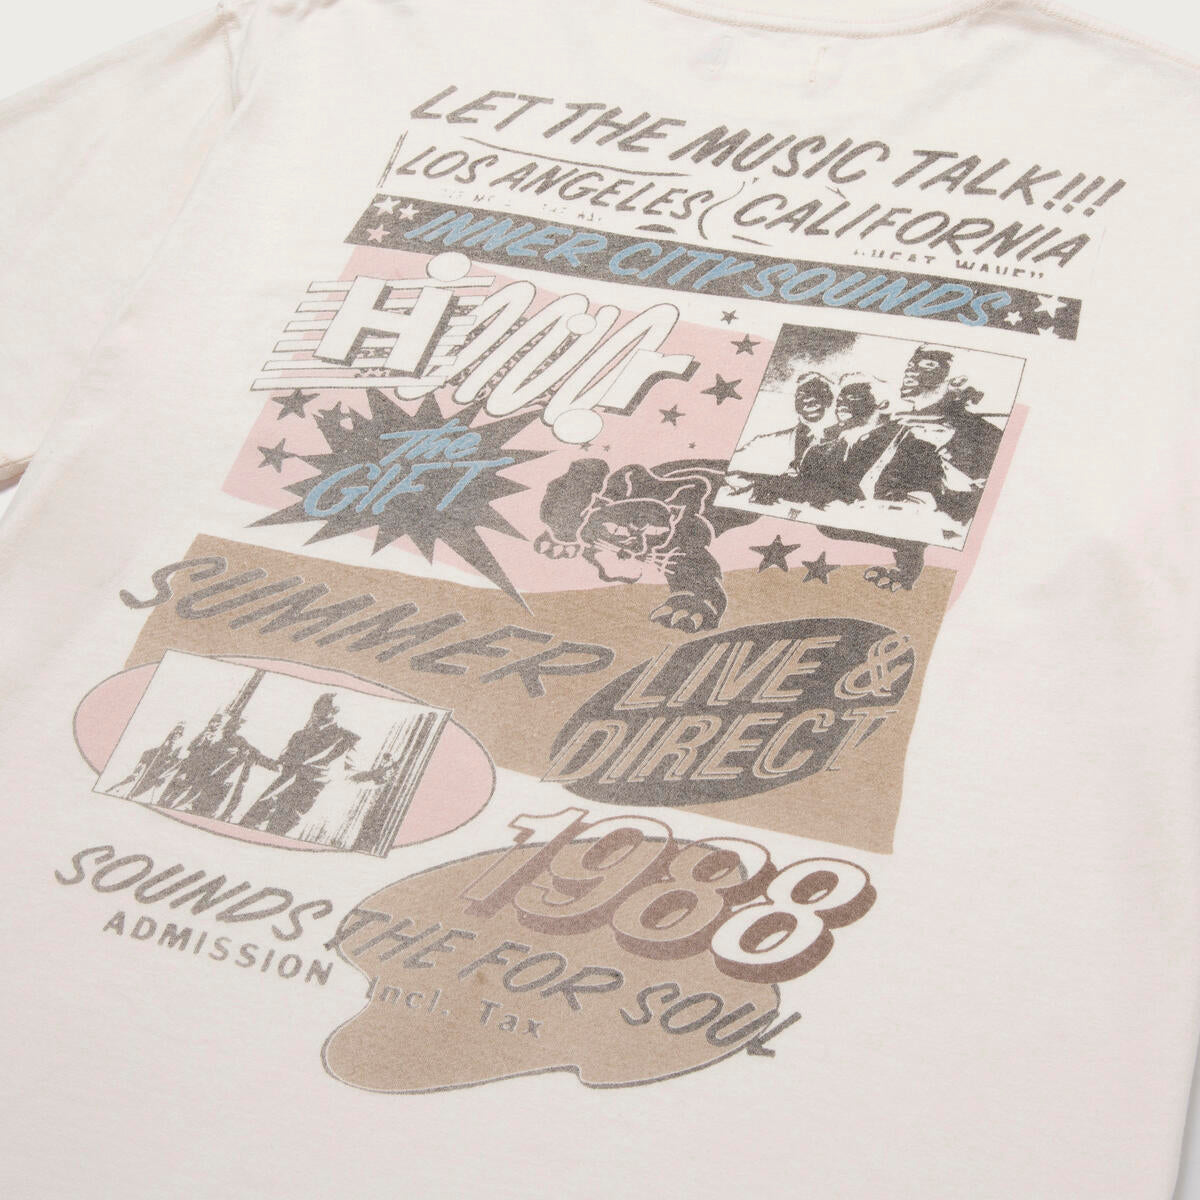 LET THE MUSIC TALK!!!
LOS ANGELES CALIFORNIA
INNER CITY SOUNDS
The
GIFT
SUMMER
LIVE &
DIRECT
1988
SOUNDS THE FOR SOUL
ADMISSION Incl. Tax